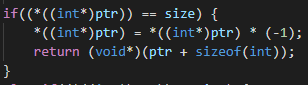 if((*((int*)ptr)) == size) {
*((int*)ptr) = *((int*)ptr) * (-1);
return (void*)(ptr + sizeof(int));
}